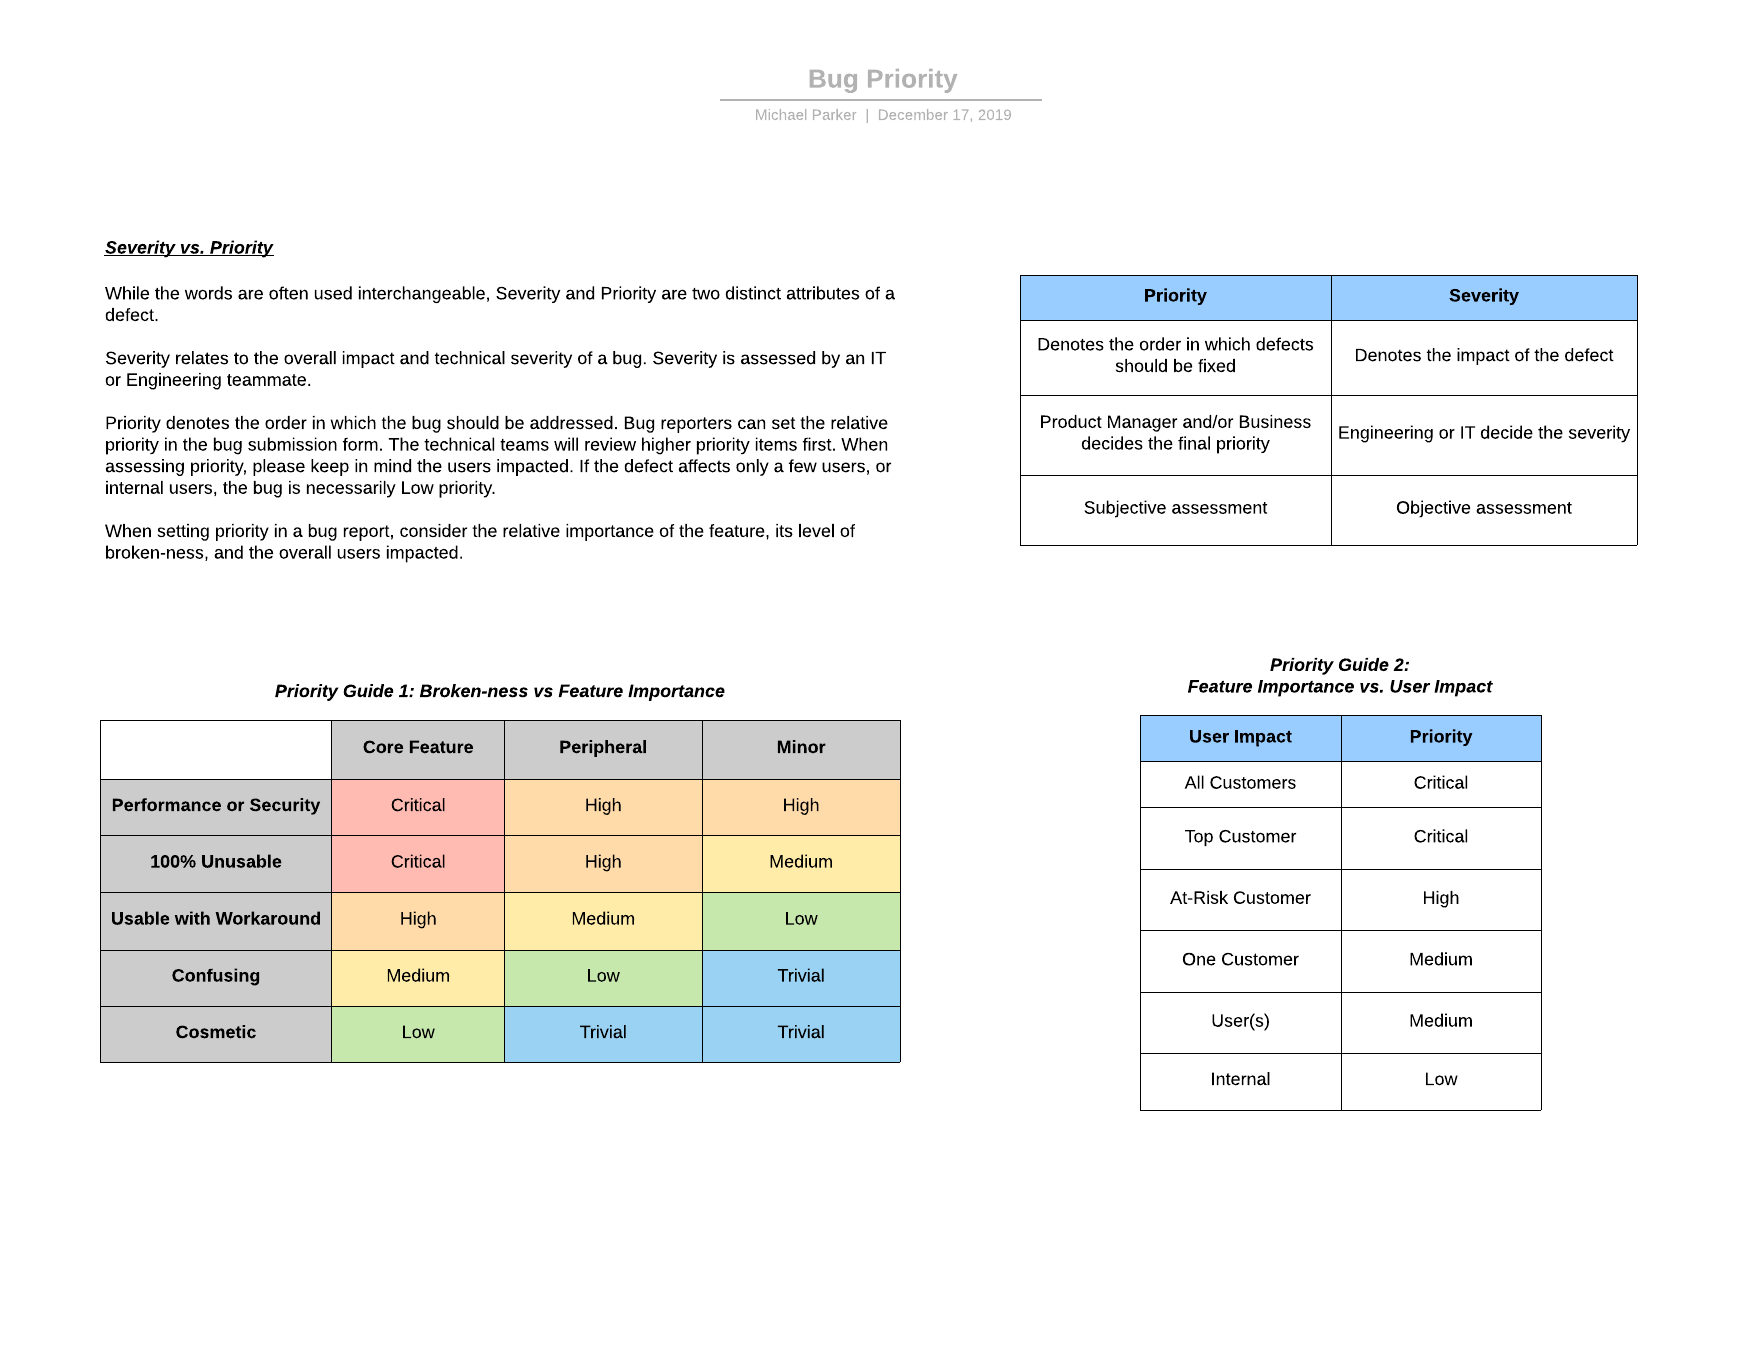 Bug Priority
Michael Parker | December 17, 2019
Severity vs. Priority
While the words are often used interchangeable, Severity and Priority are two distinct attributes of a
defect.
Severity relates to the overall impact and technical severity of a bug. Severity is assessed by an IT
or Engineering teammate.
Priority denotes the order in which the bug should be addressed. Bug reporters can set the relative
priority in the bug submission form. The technical teams will review higher priority items first. When
assessing priority, please keep in mind the users impacted. If the defect affects only a few users, or
internal users, the bug is necessarily Low priority.
When setting priority in a bug report, consider the relative importance of the feature, its level of
broken-ness, and the overall users impacted.
Priority Severity
Denotes the order in which defects
should be fixed
Denotes the impact of the defect
Product Manager and/or Business
decides the final priority
Engineering or IT decide the severity
Subjective assessment Objective assessment
Priority Guide 1: Broken-ness vs Feature Importance
Core Feature Peripheral Minor
Performance or Security Critical High High
100% Unusable Critical High Medium
Usable with Workaround High Medium Low
Confusing Medium Low Trivial
Cosmetic Low Trivial Trivial
Priority Guide 2:
Feature Importance vs. User Impact
User Impact Priority
All Customers Critical
Top Customer Critical
At-Risk Customer High
One Customer Medium
User(s) Medium
Internal Low